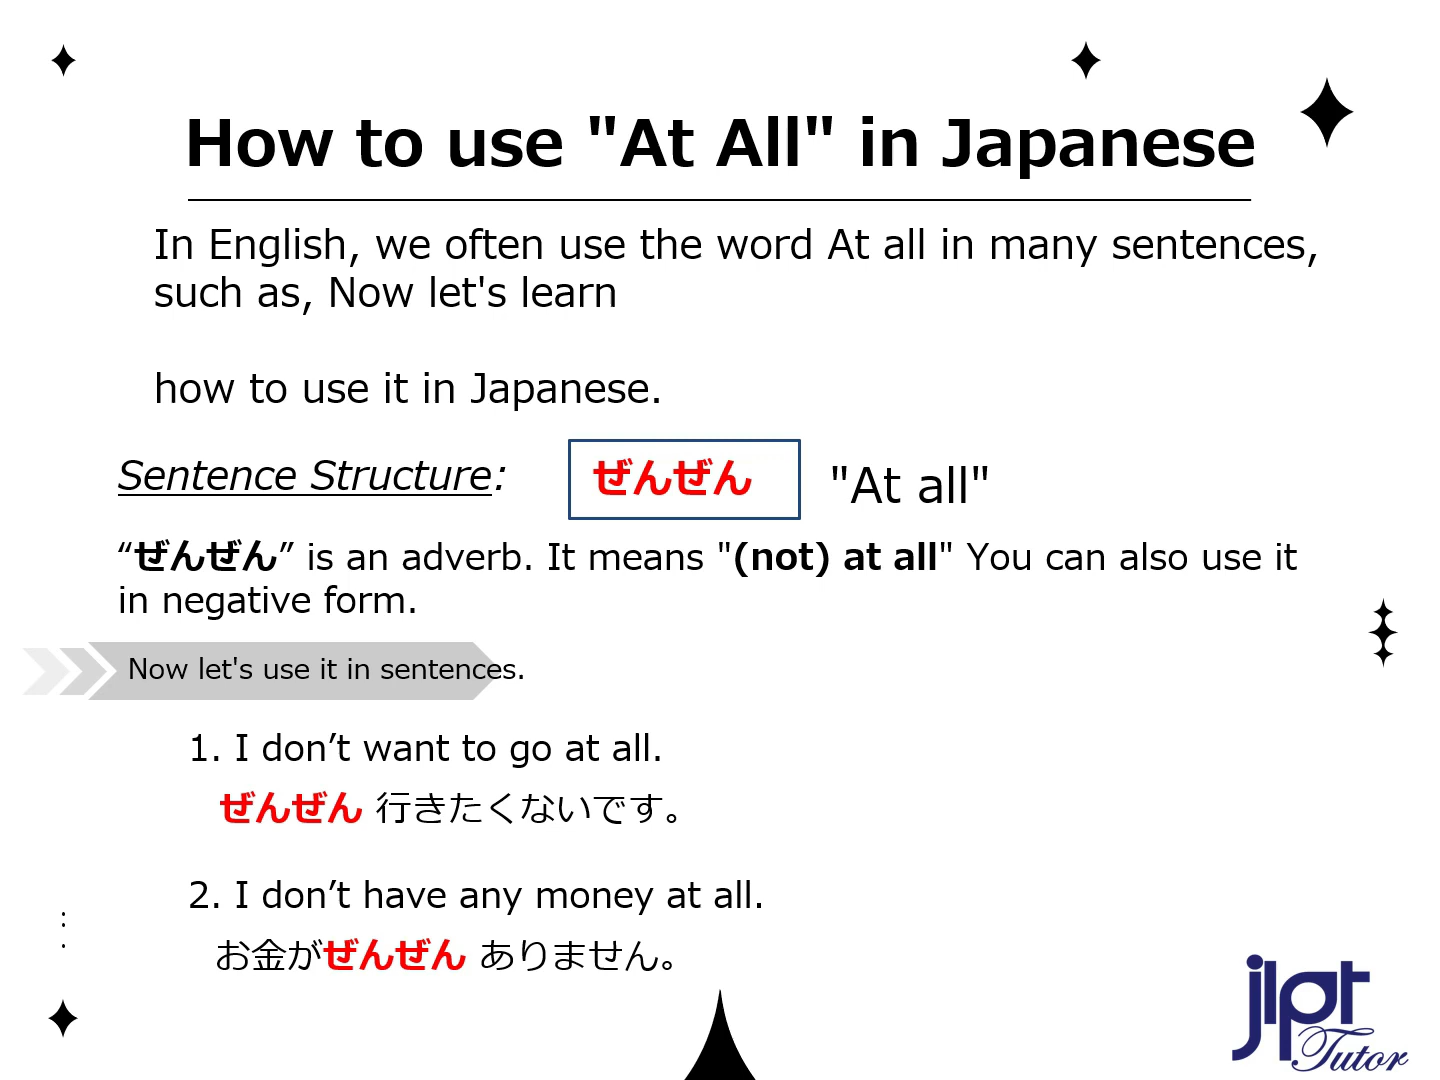 How to use "At All" in Japanese
In English, we often use the word At all in many sentences,
such as, Now let's learn
how to use it in Japanese.
Sentence Structure: ぜんぜん "At all"
“ぜんぜん” is an adverb. It means "(not) at all" You can also use it
in negative form.
Now let's use it in sentences.
1. I don’t want to go at all.
ぜんぜん 行きたくないです。
2. I don’t have any money at all.
お金がぜんぜん ありません。
jlpt
Tutor